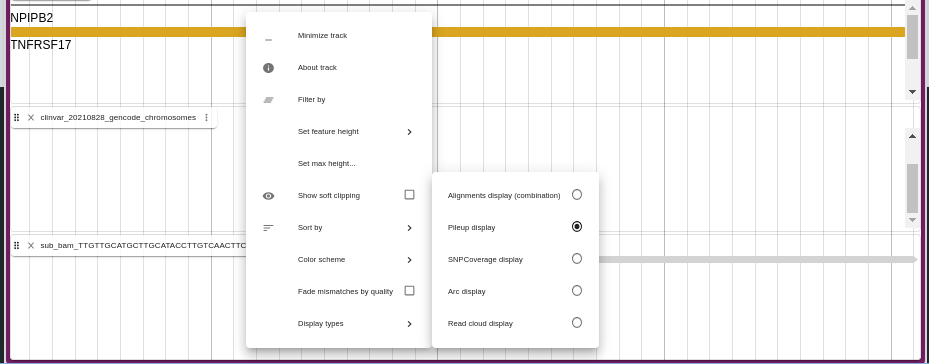 NPIPB2
TNFRSF17
clinvar_20210828_gencode_chromosomes
sub_bam_TTGTTGCATGCTTGCATACCTTGTCAACTTC
Minimize track
About track
Filter by
Set feature height
Set max height...
Show soft clipping
Sort by
Color scheme
Fade mismatches by quality
Display types
Alignments display (combination)
Pileup display
SNPCoverage display
Arc display
Read cloud display